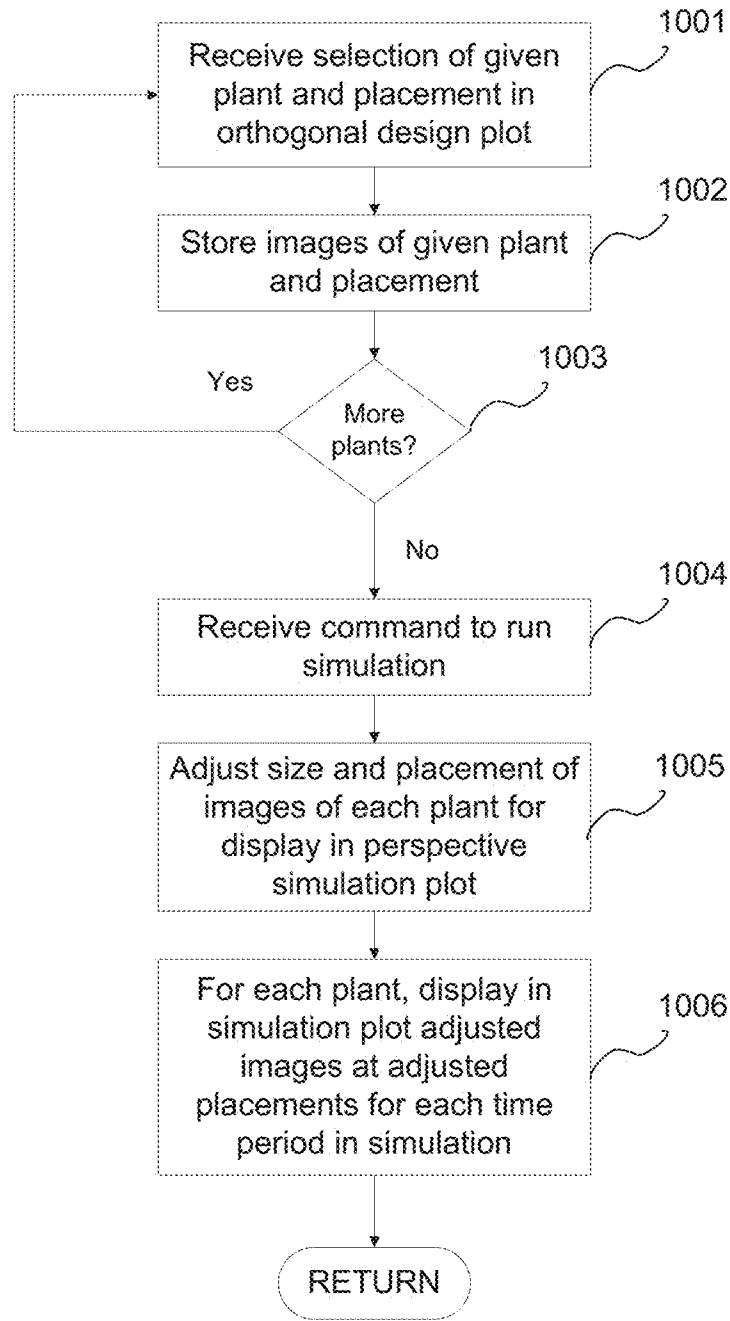 1001
Receive selection of given
plant and placement in
orthogonal design plot
1002
Store images of given plant
and placement
1003
Yes
More
plants?
No
1004
Receive command to run
simulation
1005
Adjust size and placement of
images of each plant for
display in perspective
simulation plot
1006
For each plant, display in
simulation plot adjusted
images at adjusted
placements for each time
period in simulation
RETURN